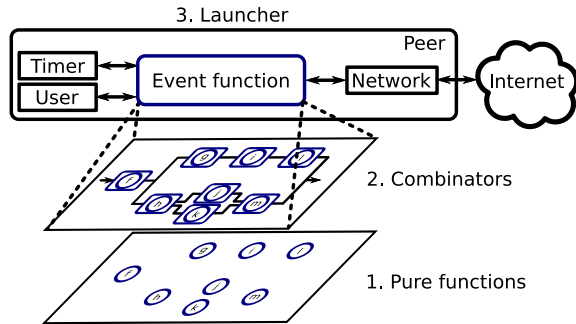 3. Launcher
Peer
Timer
User
Event function
Network
Internet
g i l
f
j
h k m
2. Combinators
g i l
f
j
h k m
1. Pure functions